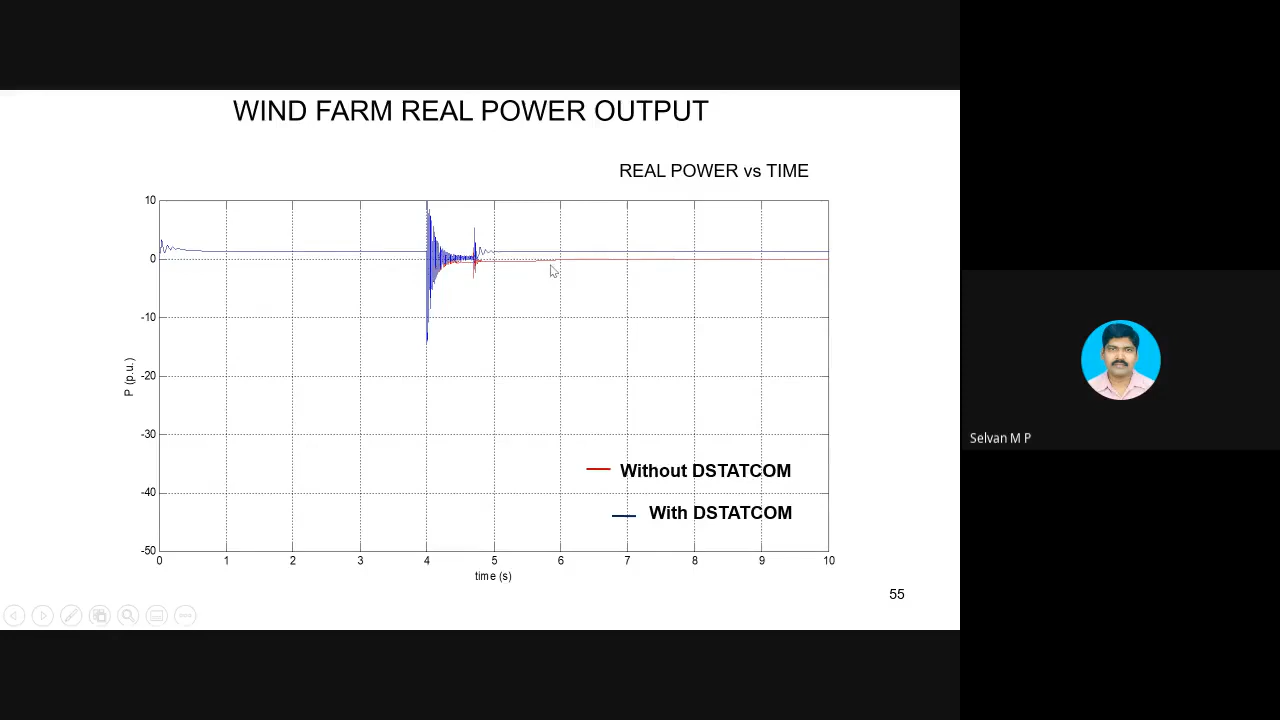 WIND FARM REAL POWER OUTPUT
REAL POWER vs TIME
10
0
-10
-20
-30
-40
-50
P (p.u.)
Without DSTATCOM
With DSTATCOM
0 1 2 3 4 5 6 7 8 9 10
time (s)
55
Selvan M P